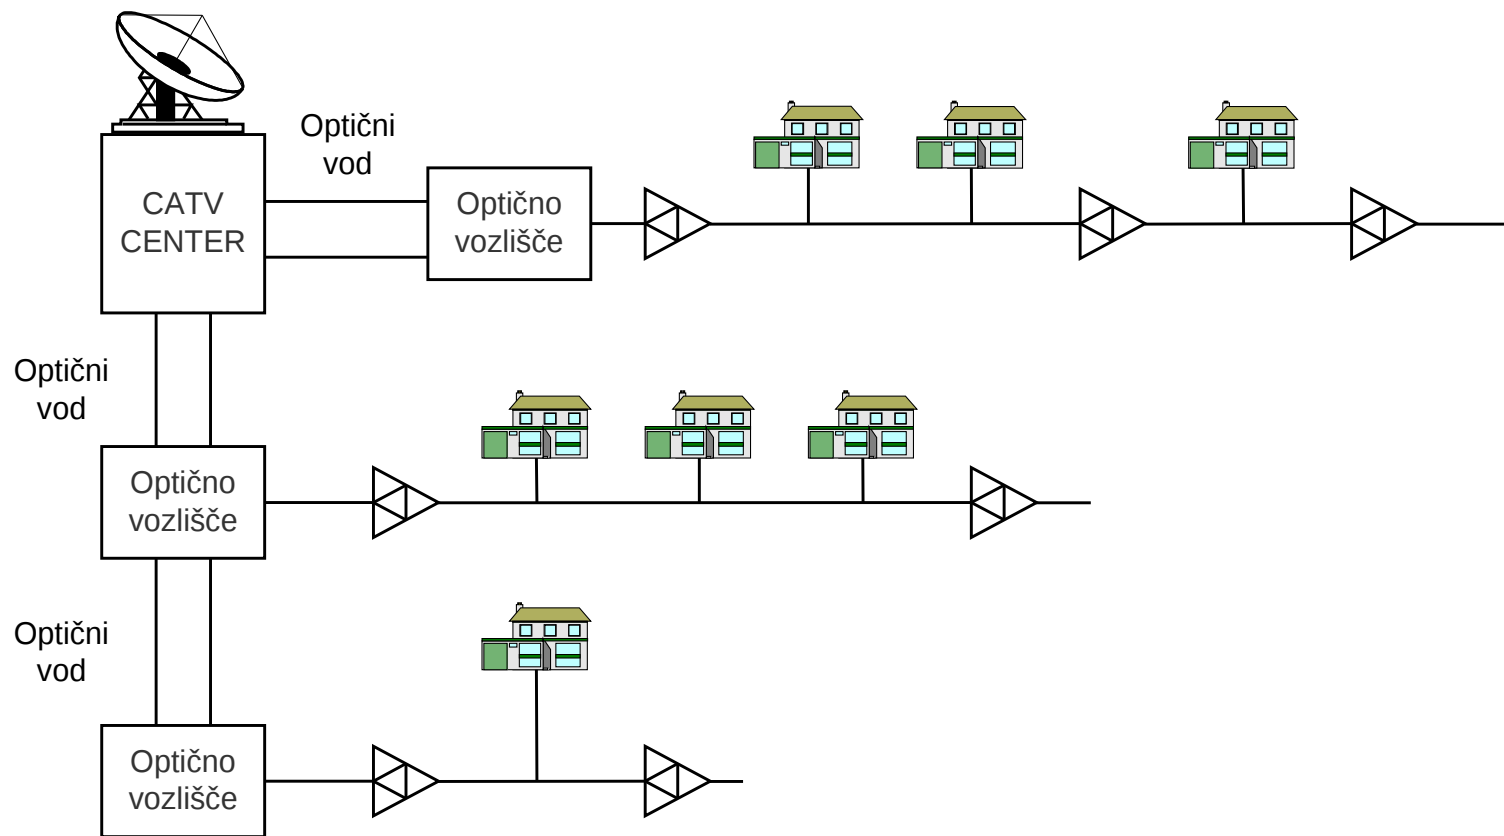 Optični
vod
CATV
CENTER
Optično
vozlišče
Optični
vod
Optično
vozlišče
Optični
vod
Optično
vozlišče